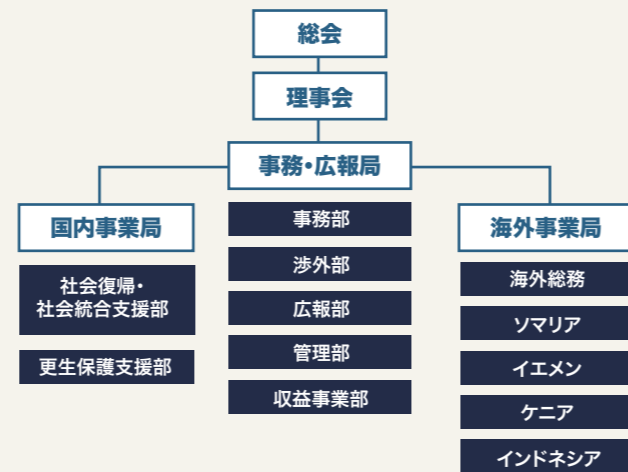 総会
理事会
事務・広報局
国内事業局
社会復帰・
社会統合支援部
更生保護支援部
事務部
渉外部
広報部
管理部
収益事業部
海外事業局
海外総務
ソマリア
イエメン
ケニア
インドネシア